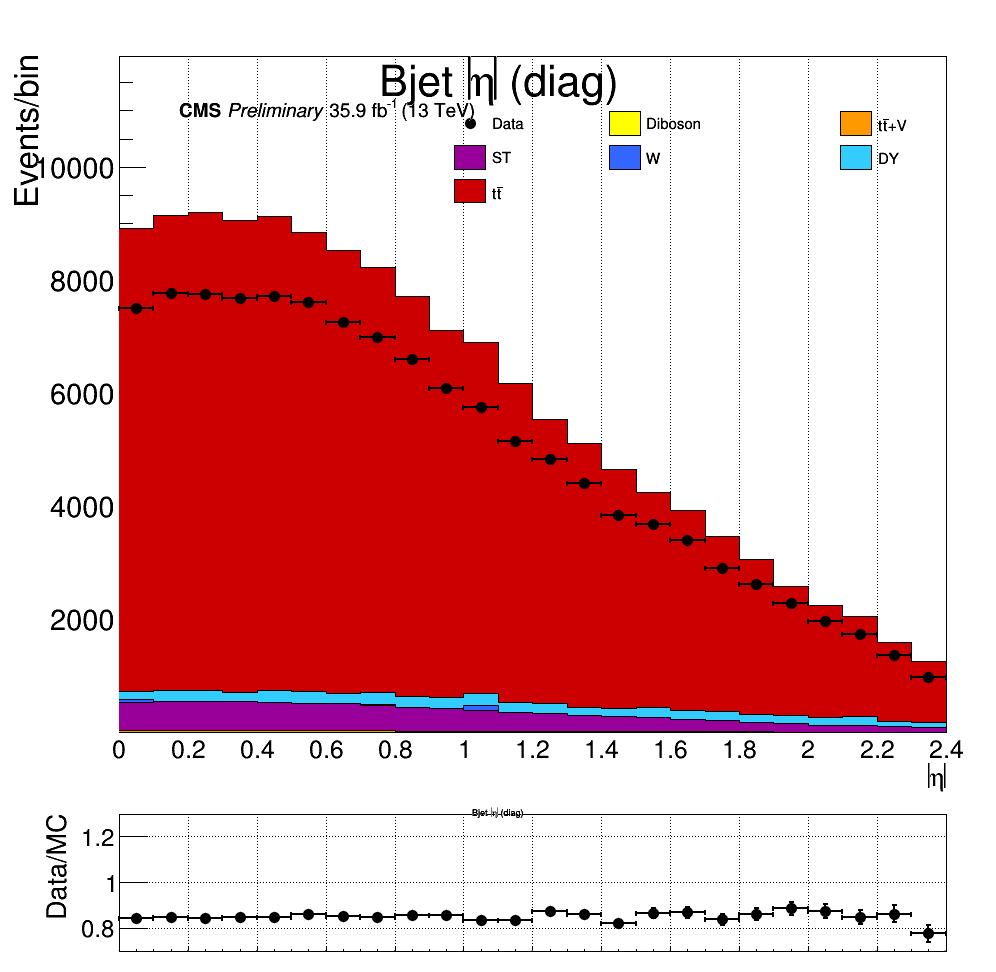 Bjet |η| (diag)
CMS Preliminary 35.9 fb⁻¹ (13 TeV)
Events/bin
Data
Diboson
tt̄+V
ST
W
DY
tt̄
10000
8000
6000
4000
2000
0 0.2 0.4 0.6 0.8 1 1.2 1.4 1.6 1.8 2 2.2 2.4
|η|
Bjet |η| (diag)
Data/MC
1.2
1
0.8